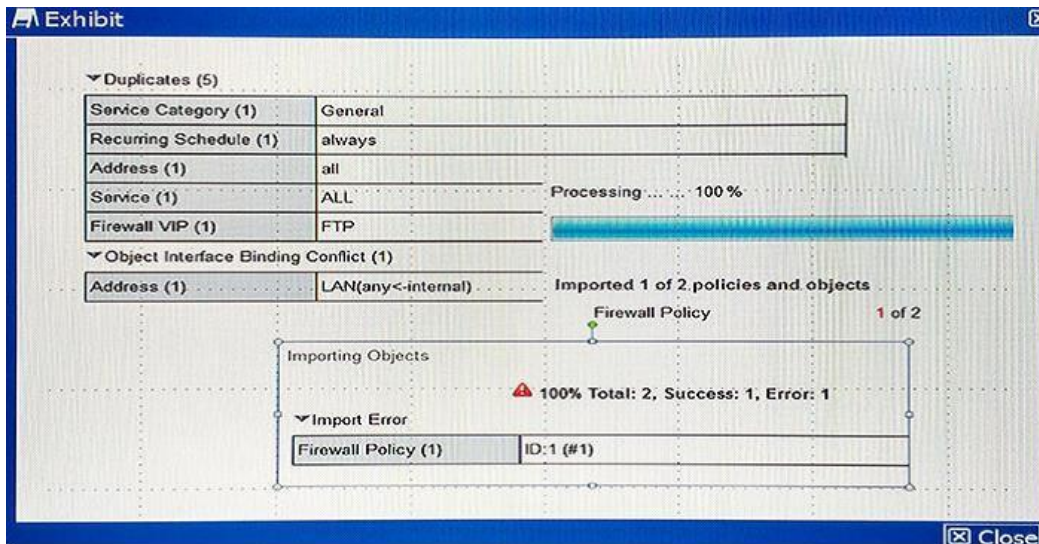 Exhibit
Duplicates (5)
Service Category (1) General
Recurring Schedule (1) always
Address (1) all
Service (1) ALL
Firewall VIP (1) FTP
Object Interface Binding Conflict (1)
Address (1) LAN(any<-internal)
Processing ... ... 100 %
Imported 1 of 2 policies and objects
Firewall Policy 1 of 2
Importing Objects
100% Total: 2, Success: 1, Error: 1
Import Error
Firewall Policy (1) ID:1 (#1)
Close